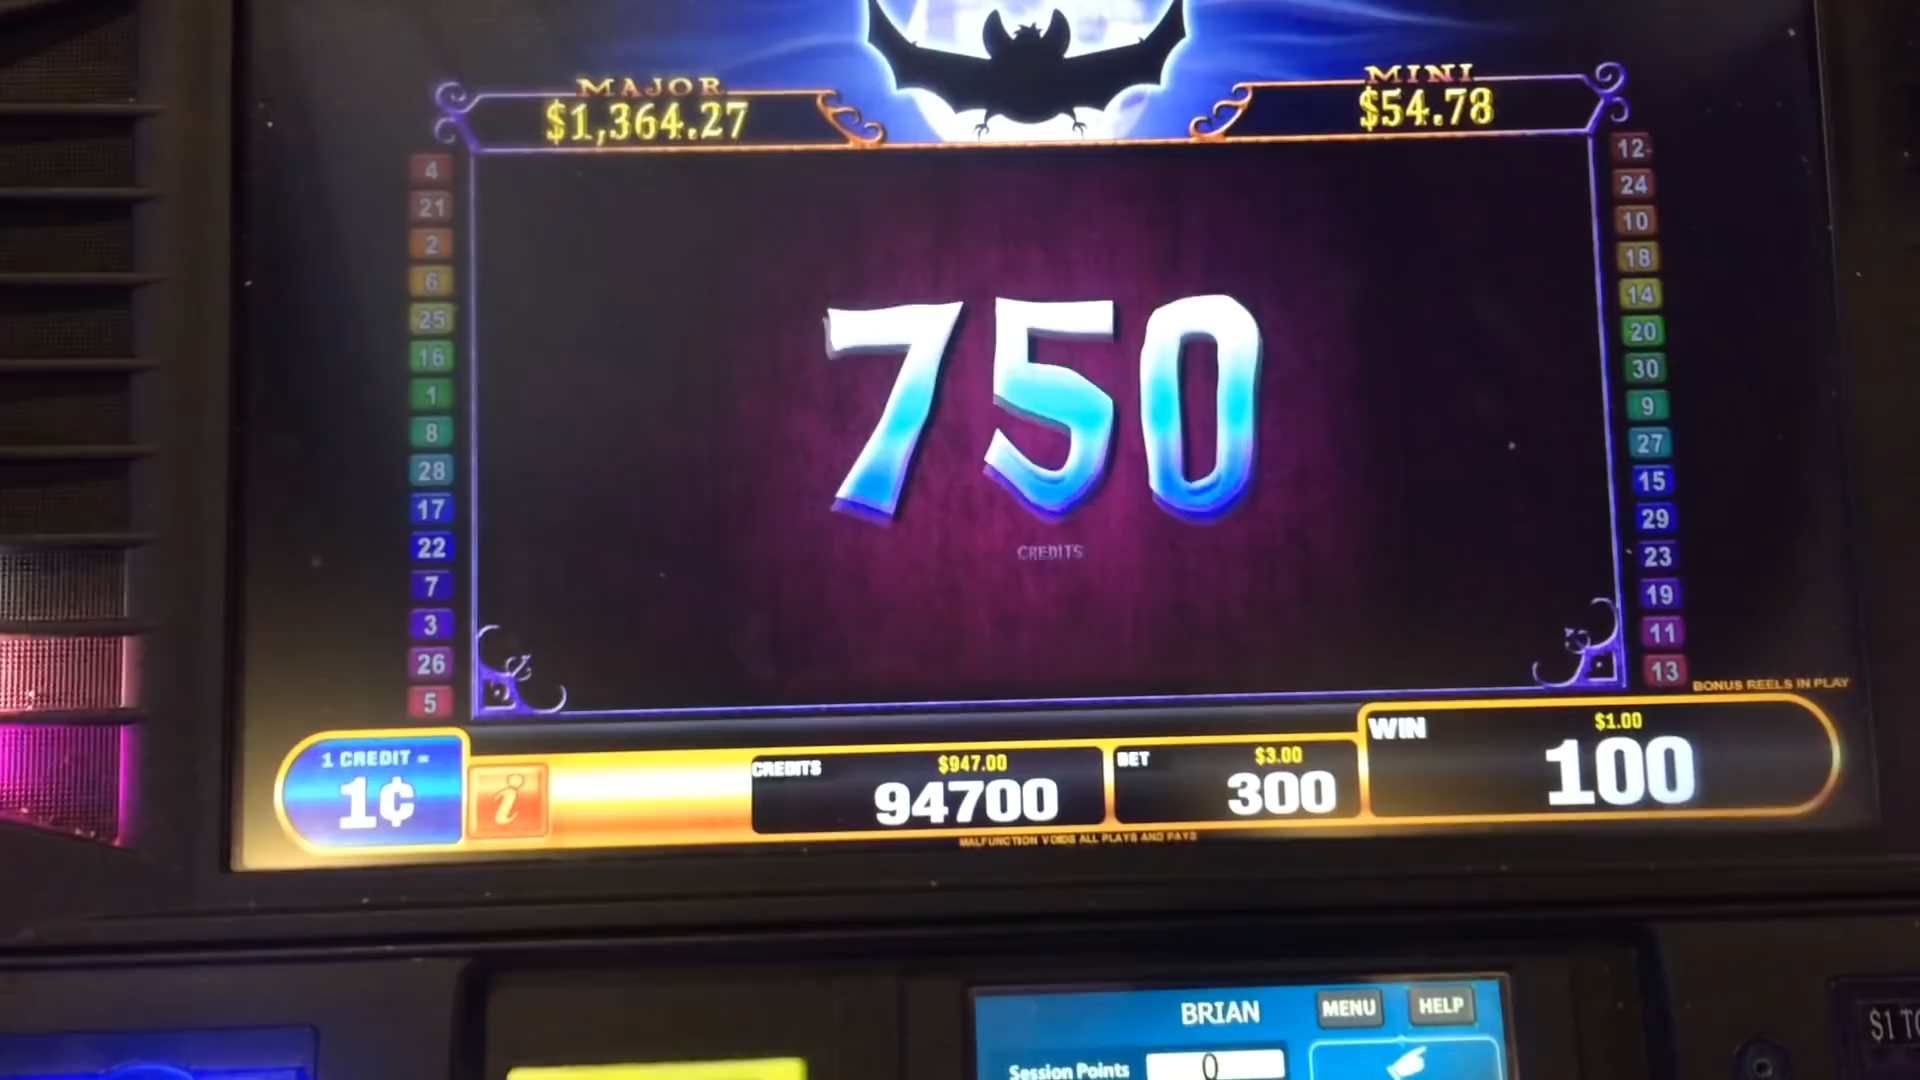 MAJOR
$1,364.27
MINI
$54.78
4
21
2
6
25
16
1
8
28
17
22
7
3
26
5
750
CREDITS
12
24
10
18
14
20
30
9
27
15
29
23
19
11
13
BONUS REELS IN PLAY
1 CREDIT =
1¢
i
CREDITS
$947.00
94700
BET
$3.00
300
WIN
$1.00
100
MALFUNCTION VOIDS ALL PLAYS AND PAYS
BRIAN
MENU
HELP
Session Points
0
$1 TO